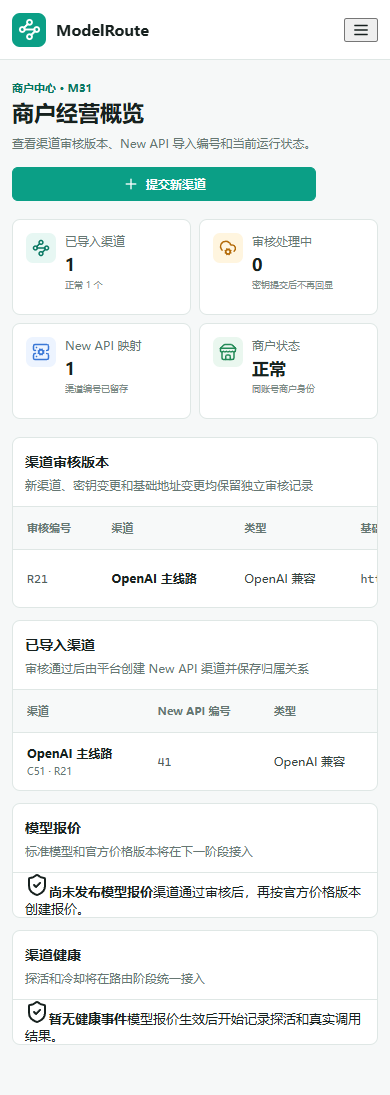 ModelRoute
商户中心 • M31
商户经营概览
查看渠道审核版本、New API 导入编号和当前运行状态。
提交新渠道
已导入渠道
1
正常 1 个
审核处理中
0
密钥提交后不再回显
New API 映射
1
渠道编号已留存
商户状态
正常
同账号商户身份
渠道审核版本
新渠道、密钥变更和基础地址变更均保留独立审核记录
审核编号 渠道 类型 基础
R21 OpenAI 主线路 OpenAI 兼容 htt
已导入渠道
审核通过后由平台创建 New API 渠道并保存归属关系
渠道 New API 编号 类型
OpenAI 主线路 41 OpenAI 兼容
C51 · R21
模型报价
标准模型和官方价格版本将在下一阶段接入
尚未发布模型报价渠道通过审核后，再按官方价格版本
创建报价。
渠道健康
探活和冷却将在路由阶段统一接入
暂无健康事件模型报价生效后开始记录探活和真实调用
结果。